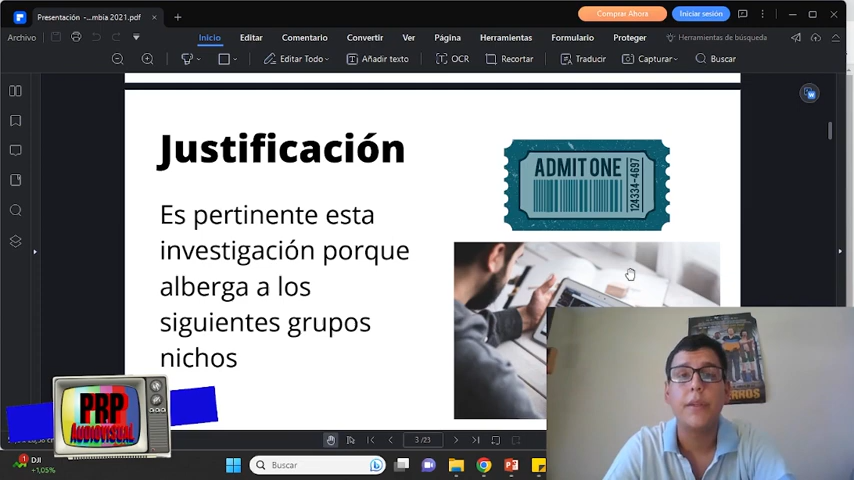 Presentación -...mbia 2021.pdf
Comprar Ahora
Iniciar sesión
Archivo
Inicio
Editar
Comentario
Convertir
Ver
Página
Herramientas
Formulario
Proteger
Herramientas de búsqueda
Editar Todo
Añadir texto
OCR
Recortar
Traducir
Capturar
Buscar
Justificación
Es pertinente esta
investigación porque
alberga a los
siguientes grupos
nichos
ADMIT ONE
124334-4697
PRP
AUDIOVISUAL
3 /25
1
DJI
+1,05%
Buscar